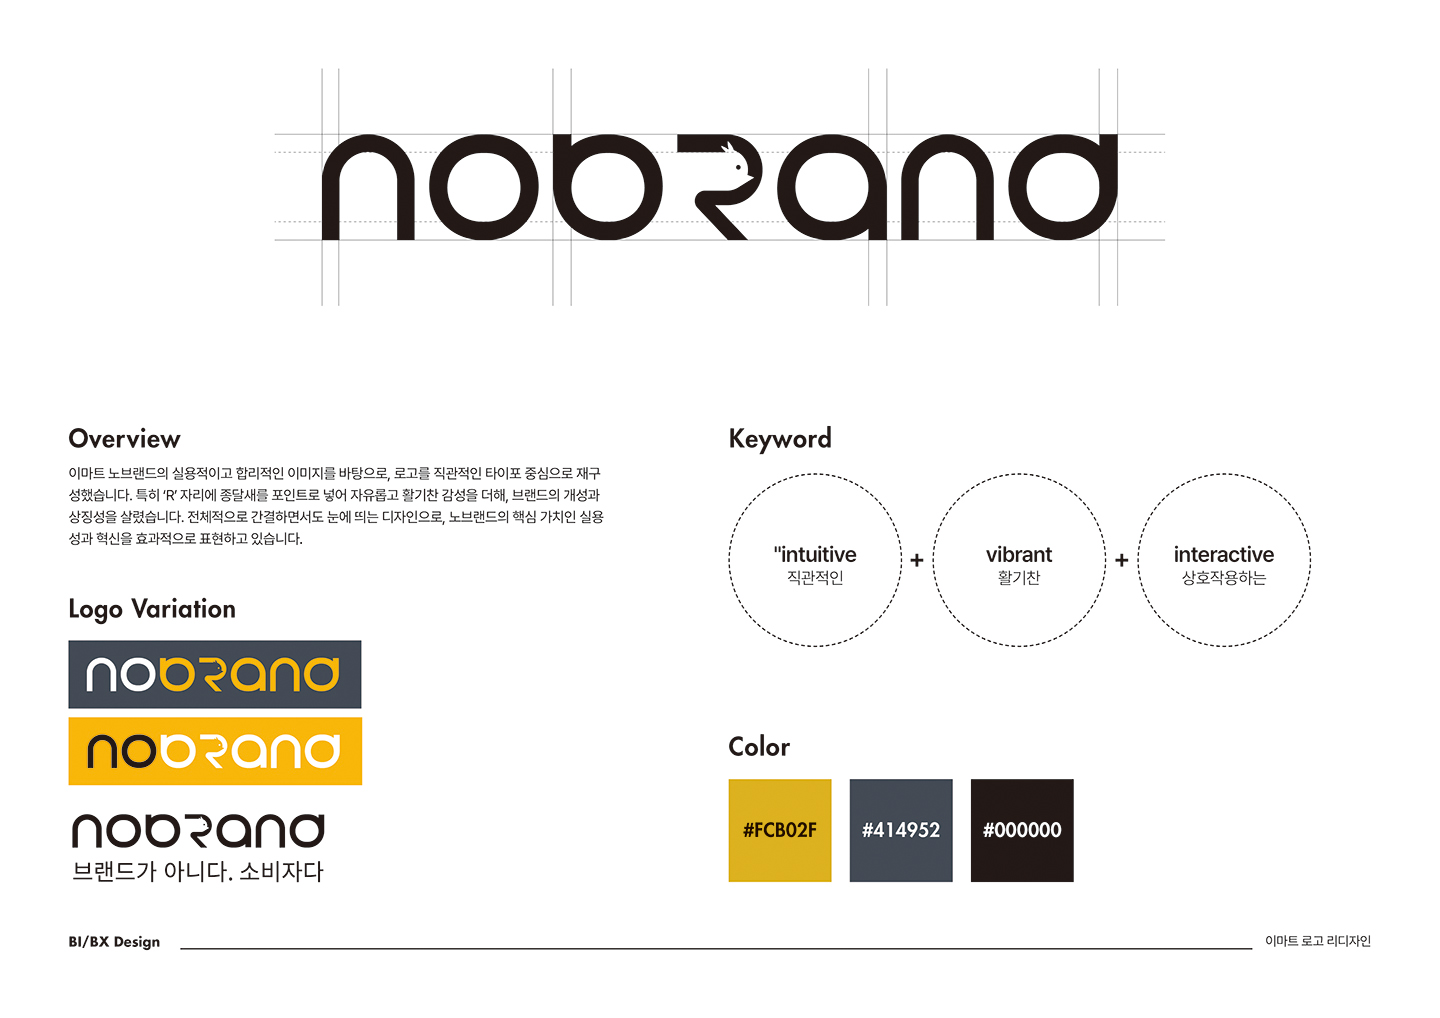 nobRand
Overview
이마트 노브랜드의 실용적이고 합리적인 이미지를 바탕으로, 로고를 직관적인 타이포 중심으로 재구
성했습니다. 특히 ‘R’ 자리에 종달새를 포인트로 넣어 자유롭고 활기찬 감성을 더해, 브랜드의 개성과
상징성을 살렸습니다. 전체적으로 간결하면서도 눈에 띄는 디자인으로, 노브랜드의 핵심 가치인 실용
성과 혁신을 효과적으로 표현하고 있습니다.
Logo Variation
nobRand
nobRand
nobRand
브랜드가 아니다. 소비자다
Keyword
"intuitive
직관적인
+
vibrant
활기찬
+
interactive
상호작용하는
Color
#FCB02F
#414952
#000000
BI/BX Design
이마트 로고 리디자인